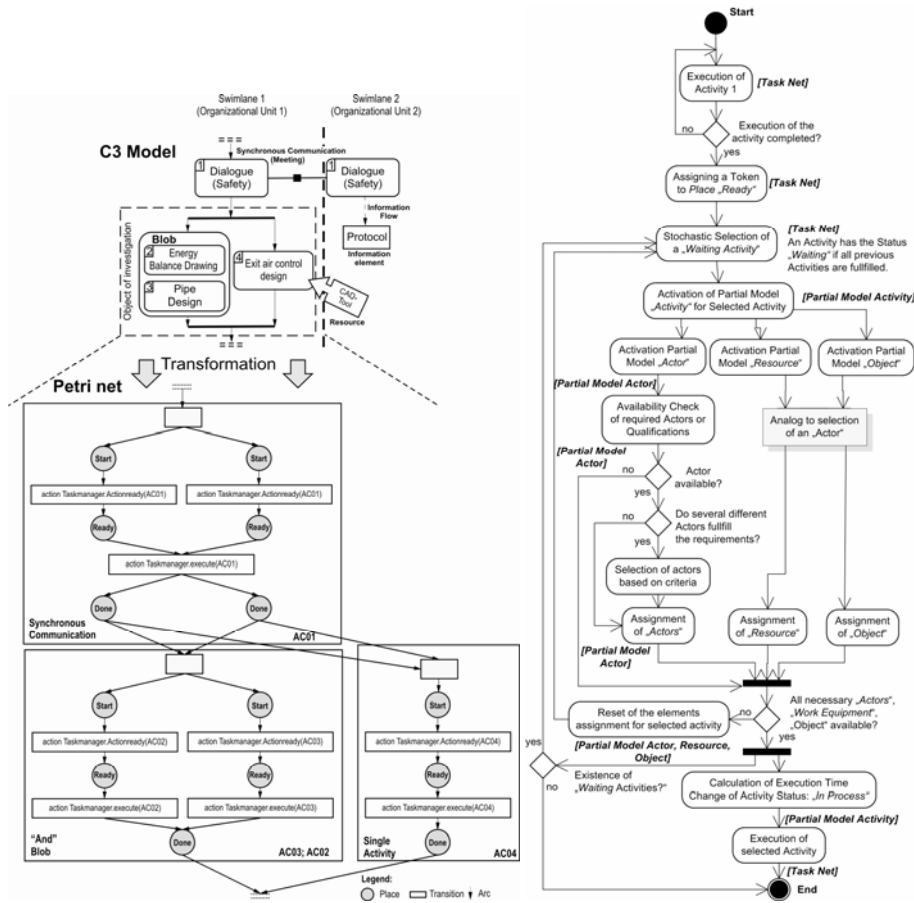 Swimlane 1
(Organizational Unit 1)
Swimlane 2
(Organizational Unit 2)
C3 Model
Synchronous Communication
(Meeting)
1
Dialogue
(Safety)
1
Dialogue
(Safety)
Information
Flow
Protocol
Information
element
Object of investigation
Blob
2
Energy
Balance Drawing
3
Pipe
Design
4
Exit air control
design
CAD-
Tool
Resource
Transformation
Petri net
Start
Start
action Taskmanager.Actionready(AC01)
action Taskmanager.Actionready(AC01)
Ready
Ready
action Taskmanager.execute(AC01)
Done
Done
Synchronous
Communication
AC01
Start
Start
Start
action Taskmanager.Actionready(AC02)
action Taskmanager.Actionready(AC03)
action Taskmanager.Actionready(AC04)
Ready
Ready
Ready
action Taskmanager.execute(AC02)
action Taskmanager.execute(AC03)
action Taskmanager.execute(AC04)
Done
Done
"And"
Blob
AC03; AC02
Single
Activity
AC04
Legend:
Place
Transition
Arc
Start
Execution of
Activity 1
[Task Net]
Execution of the
activity completed?
no
yes
Assigning a Token
to Place „Ready“
[Task Net]
Stochastic Selection of
a „Waiting Activity“
[Task Net]
An Activity has the Status
„Waiting“ if all previous
Activities are fullfilled.
Activation of Partial Model
„Activity“ for Selected Activity
[Partial Model Activity]
Activation Partial
Model „Actor“
Activation Partial
Model „Resource“
Activation Partial
Model „Object“
[Partial Model Actor]
Availability Check
of required Actors or
Qualifications
Analog to selection
of an „Actor“
[Partial Model
Actor]
no
Actor
available?
yes
no
Do several different
Actors fullfill
the requirements?
yes
Selection of actors
based on criteria
Assignment
of „Actors“
Assignment
of „Resource“
Assignment
of „Object“
[Partial Model
Actor]
Reset of the elements
assignment for selected activity
no
All necessary „Actors“,
„Work Equipment“,
„Object“ available?
yes
[Partial Model Actor, Resource,
Object]
yes
no
Existence of
„Waiting Activities?“
Calculation of Execution Time
Change of Activity Status: „In Process“
[Partial Model Activity]
Execution of
selected Activity
[Task Net]
End